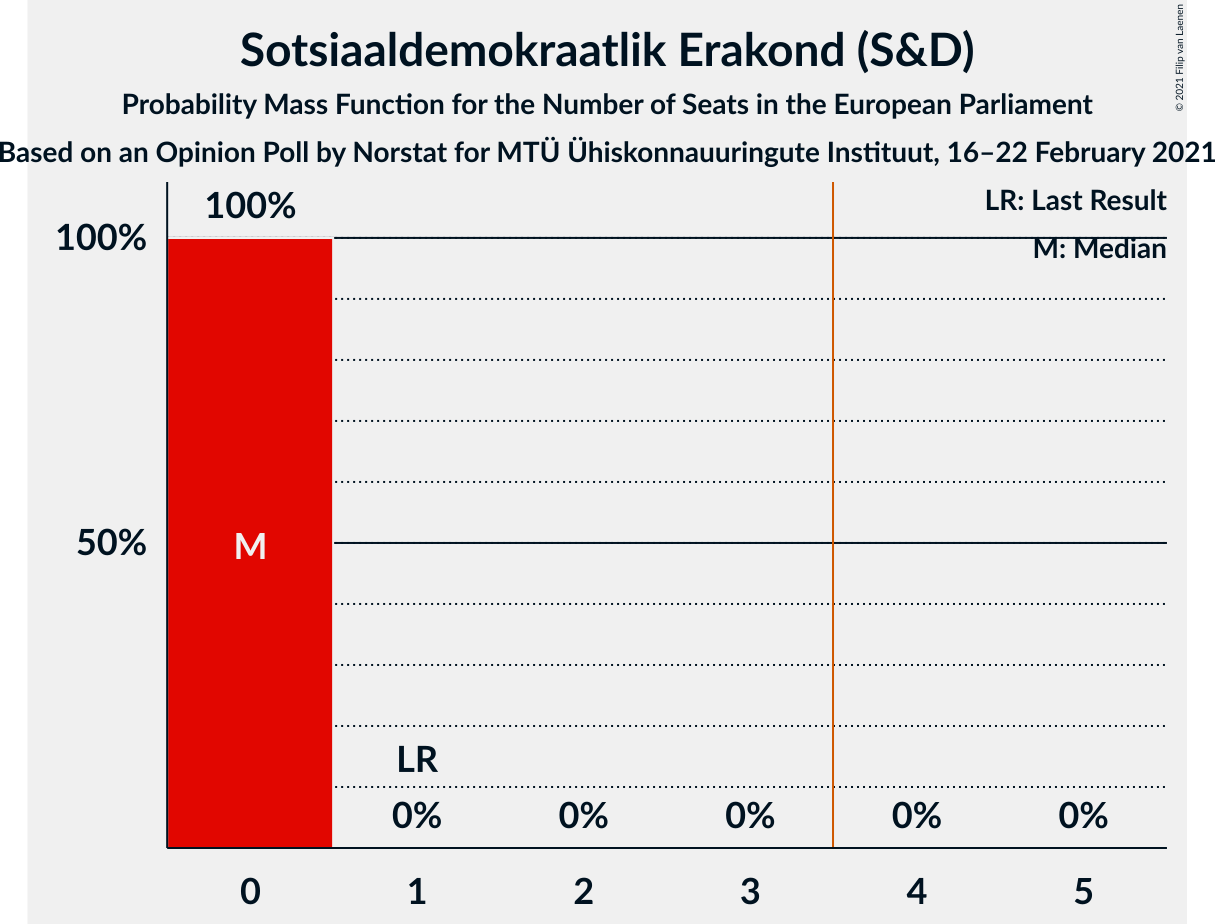 Sotsiaaldemokraatlik Erakond (S&D)
Probability Mass Function for the Number of Seats in the European Parliament
Based on an Opinion Poll by Norstat for MTÜ Ühiskonnauuringute Instituut, 16–22 February 2021
© 2021 Filip van Laenen
LR: Last Result
M: Median
100%
100%
50%
M
LR
0% 0% 0% 0% 0%
0 1 2 3 4 5